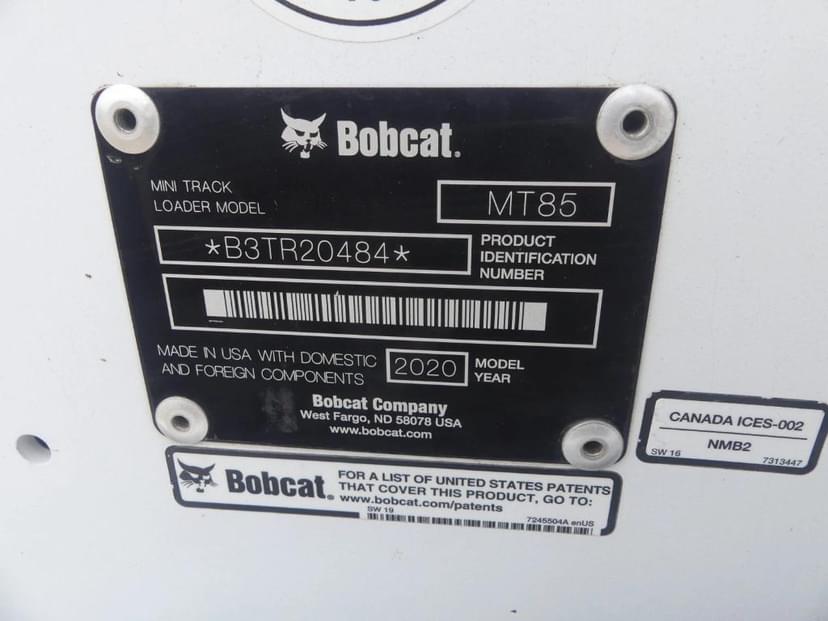 Bobcat.
MINI TRACK
LOADER MODEL
MT85
*B3TR20484*
PRODUCT
IDENTIFICATION
NUMBER
MADE IN USA WITH DOMESTIC
AND FOREIGN COMPONENTS
2020
MODEL
YEAR
Bobcat Company
West Fargo, ND 58078 USA
www.bobcat.com
CANADA ICES-002
NMB2
SW 16 7313447
Bobcat.
FOR A LIST OF UNITED STATES PATENTS
THAT COVER THIS PRODUCT, GO TO:
www.bobcat.com/patents
SW 19 7245504A enUS